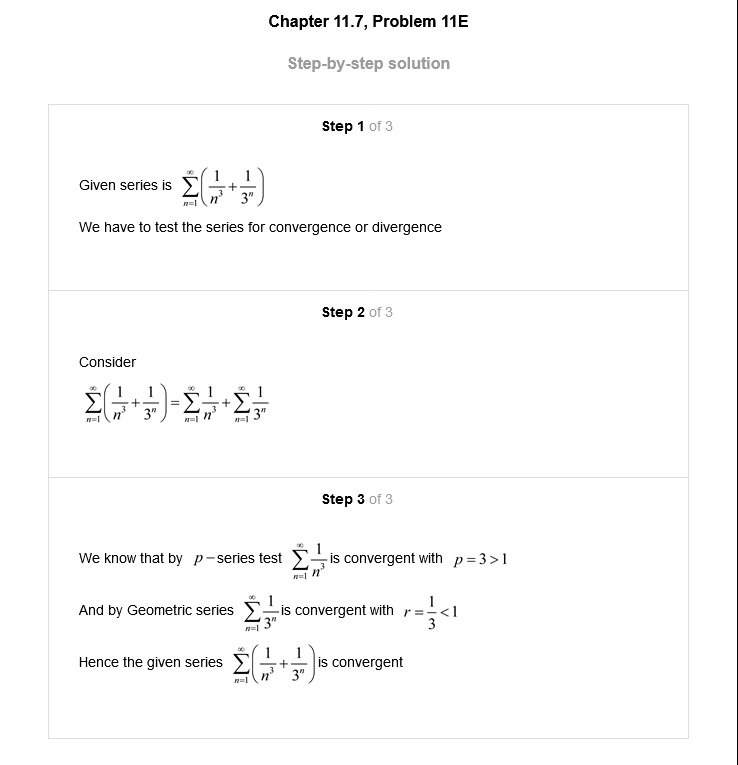 Chapter 11.7, Problem 11E
Step-by-step solution
Step 1 of 3
Given series is $\sum_{n=1}^{\infty}\left(\frac{1}{n^3}+\frac{1}{3^n}\right)$
We have to test the series for convergence or divergence
Step 2 of 3
Consider
$\sum_{n=1}^{\infty}\left(\frac{1}{n^3}+\frac{1}{3^n}\right)=\sum_{n=1}^{\infty}\frac{1}{n^3}+\sum_{n=1}^{\infty}\frac{1}{3^n}$
Step 3 of 3
We know that by $p-$series test $\sum_{n=1}^{\infty}\frac{1}{n^3}$ is convergent with $p=3>1$
And by Geometric series $\sum_{n=1}^{\infty}\frac{1}{3^n}$ is convergent with $r=\frac{1}{3}<1$
Hence the given series $\sum_{n=1}^{\infty}\left(\frac{1}{n^3}+\frac{1}{3^n}\right)$ is convergent